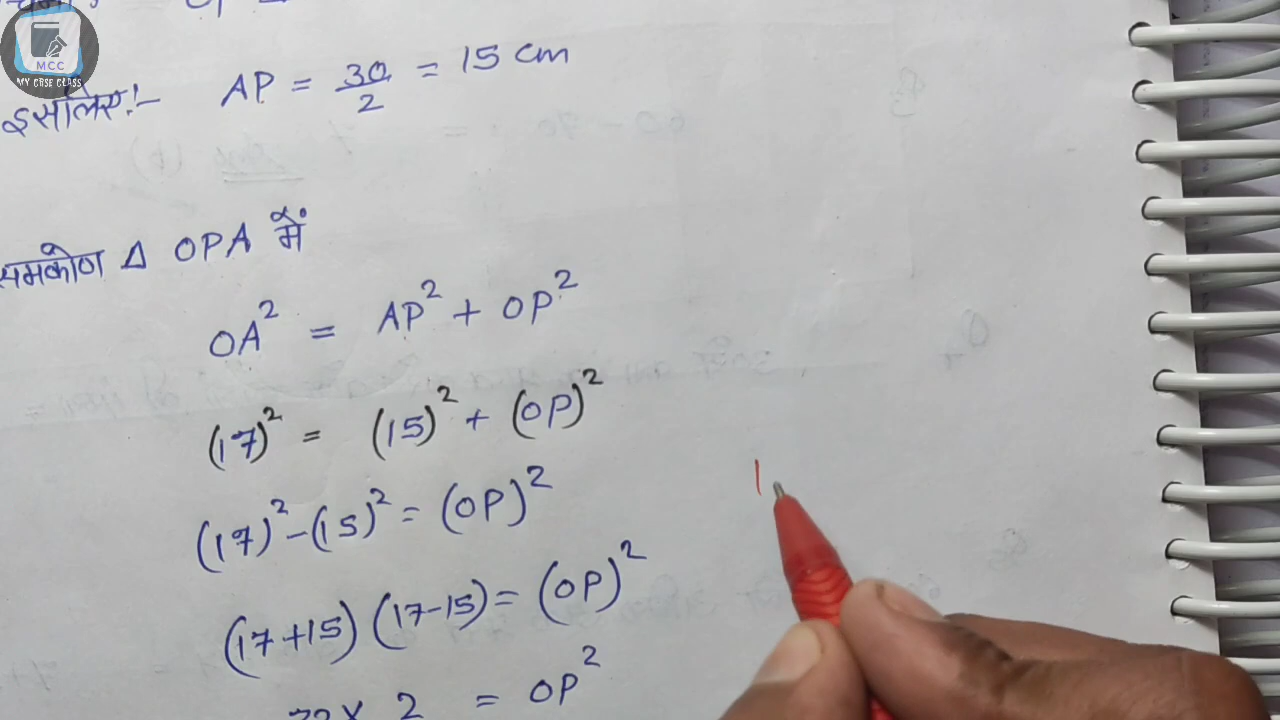 MCC
MY CBSE CLASS
इसलिए!- AP = 30/2 = 15 cm
समकोण Δ OPA में
OA² = AP² + OP²
(17)² = (15)² + (OP)²
(17)² - (15)² = (OP)²
(17+15) (17-15) = (OP)²
32 x 2 = OP²